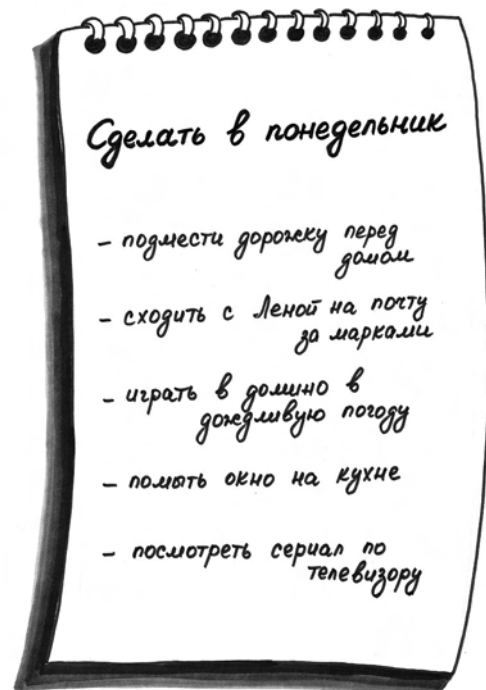 Сделать в понедельник
– подмести дорожку перед
домом
– сходить с Леной на почту
за марками
– играть в домино в
дождливую погоду
– помыть окно на кухне
– посмотреть сериал по
телевизору